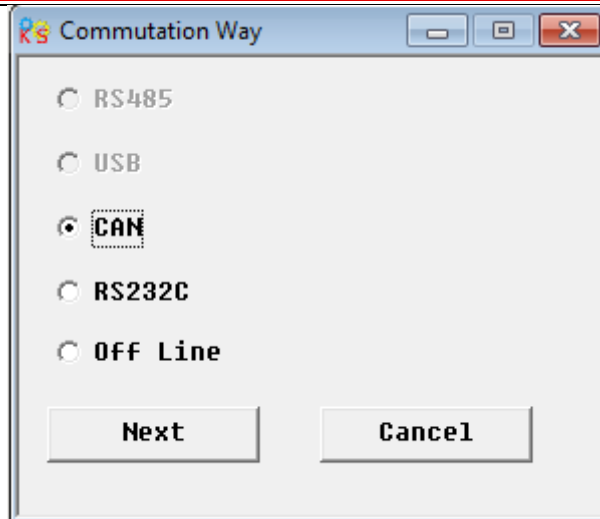 Commutation Way
RS485
USB
CAN
RS232C
Off Line
Next Cancel